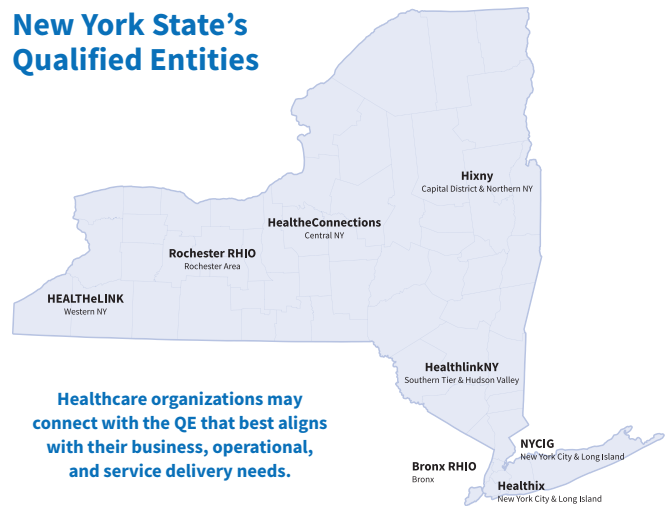 New York State’s
Qualified Entities
Hixny
Capital District & Northern NY
HealtheConnections
Central NY
Rochester RHIO
Rochester Area
HEALTHeLINK
Western NY
HealthlinkNY
Southern Tier & Hudson Valley
Healthcare organizations may
connect with the QE that best aligns
with their business, operational,
and service delivery needs.
NYCIG
New York City & Long Island
Bronx RHIO
Bronx
Healthix
New York City & Long Island